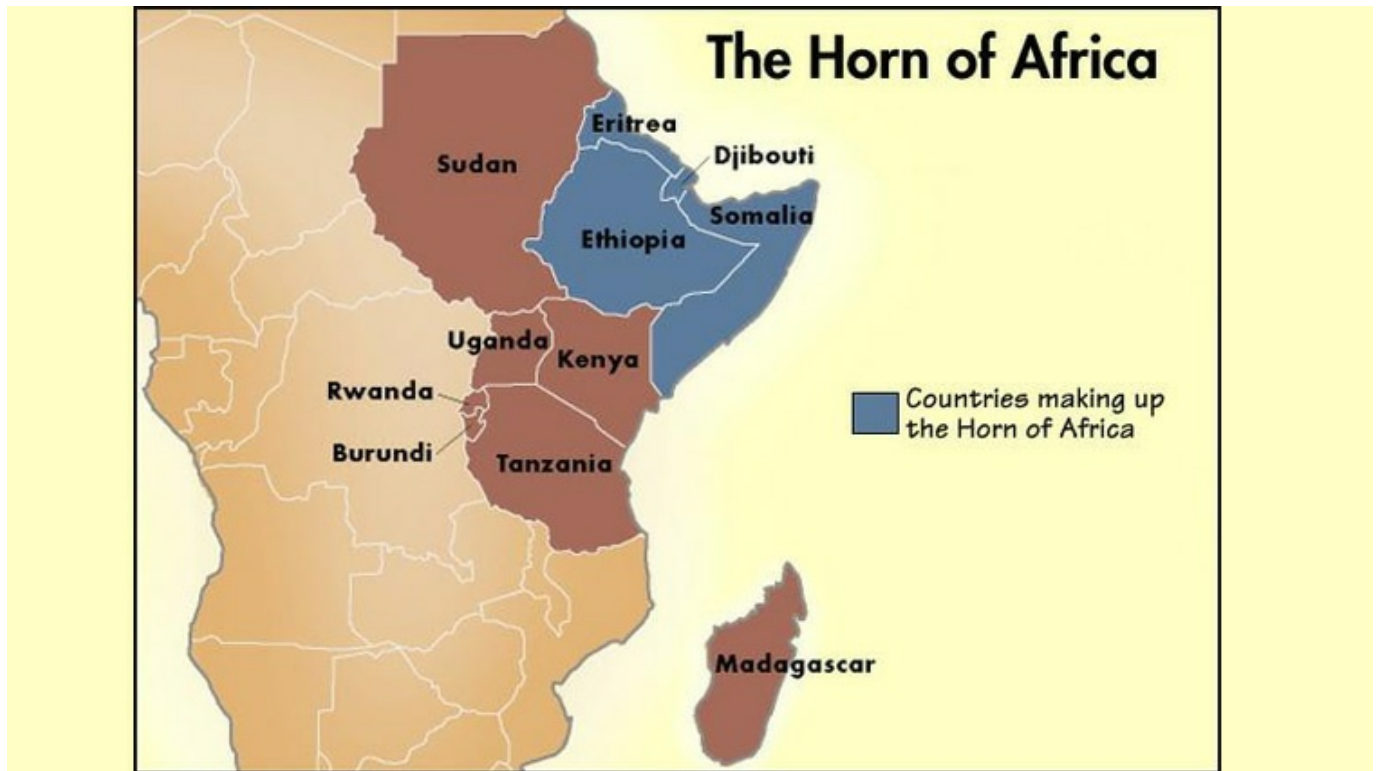 The Horn of Africa
Eritrea
Djibouti
Sudan
Somalia
Ethiopia
Uganda
Kenya
Rwanda
Countries making up
the Horn of Africa
Burundi
Tanzania
Madagascar